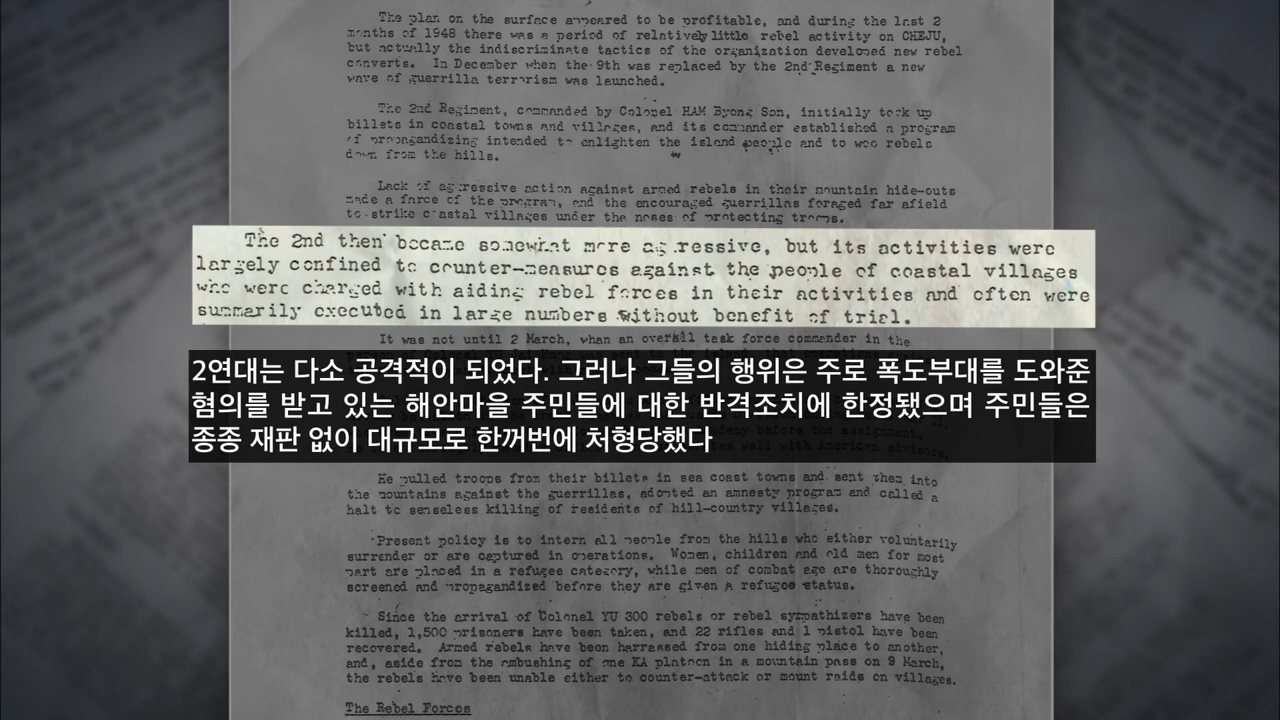 The plan on the surface appeared to be profitable, and during the last 2
months of 1948 there was a period of relatively little rebel activity on CHEJU,
but actually the indiscriminate tactics of the organization developed new rebel
converts. In December when the 9th was replaced by the 2nd Regiment a new
wave of guerrilla terrorism was launched.
The 2nd Regiment, commanded by Colonel HAM Byong Son, initially took up
billets in coastal towns and villages, and its commander established a program
of propagandizing intended to enlighten the island people and to woo rebels
down from the hills.
Lack of aggressive action against armed rebels in their mountain hide-outs
made a farce of the program, and the encouraged guerrillas foraged far afield
to strike coastal villages under the noses of protecting troops.
The 2nd then became somewhat more aggressive, but its activities were
largely confined to counter-measures against the people of coastal villages
who were charged with aiding rebel forces in their activities and often were
summarily executed in large numbers without benefit of trial.
It was not until 2 March, whan an overall task force commander in the
2연대는 다소 공격적이 되었다. 그러나 그들의 행위은 주로 폭도부대를 도와준
혐의를 받고 있는 해안마을 주민들에 대한 반격조치에 한정됐으며 주민들은
종종 재판 없이 대규모로 한꺼번에 처형당했다
He pulled troops from their billets in sea coast towns and sent them into
the mountains against the guerrillas, adopted an amnesty program and called a
halt to senseless killing of residents of hill-country villages.
Present policy is to intern all people from the hills who either voluntarily
surrender or are captured in operations. Women, children and old men for most
part are placed in a refugee category, while men of combat age are thoroughly
screened and propagandized before they are given a refugee status.
Since the arrival of Colonel YU 300 rebels or rebel sympathizers have been
killed, 1,500 prisoners have been taken, and 22 rifles and 1 pistol have been
recovered. Armed rebels have been harrassed from one hiding place to another,
and, aside from the ambushing of one KA platoon in a mountain pass on 9 March,
the rebels have been unable either to counter-attack or mount raids on villages.
The Rebel Forces